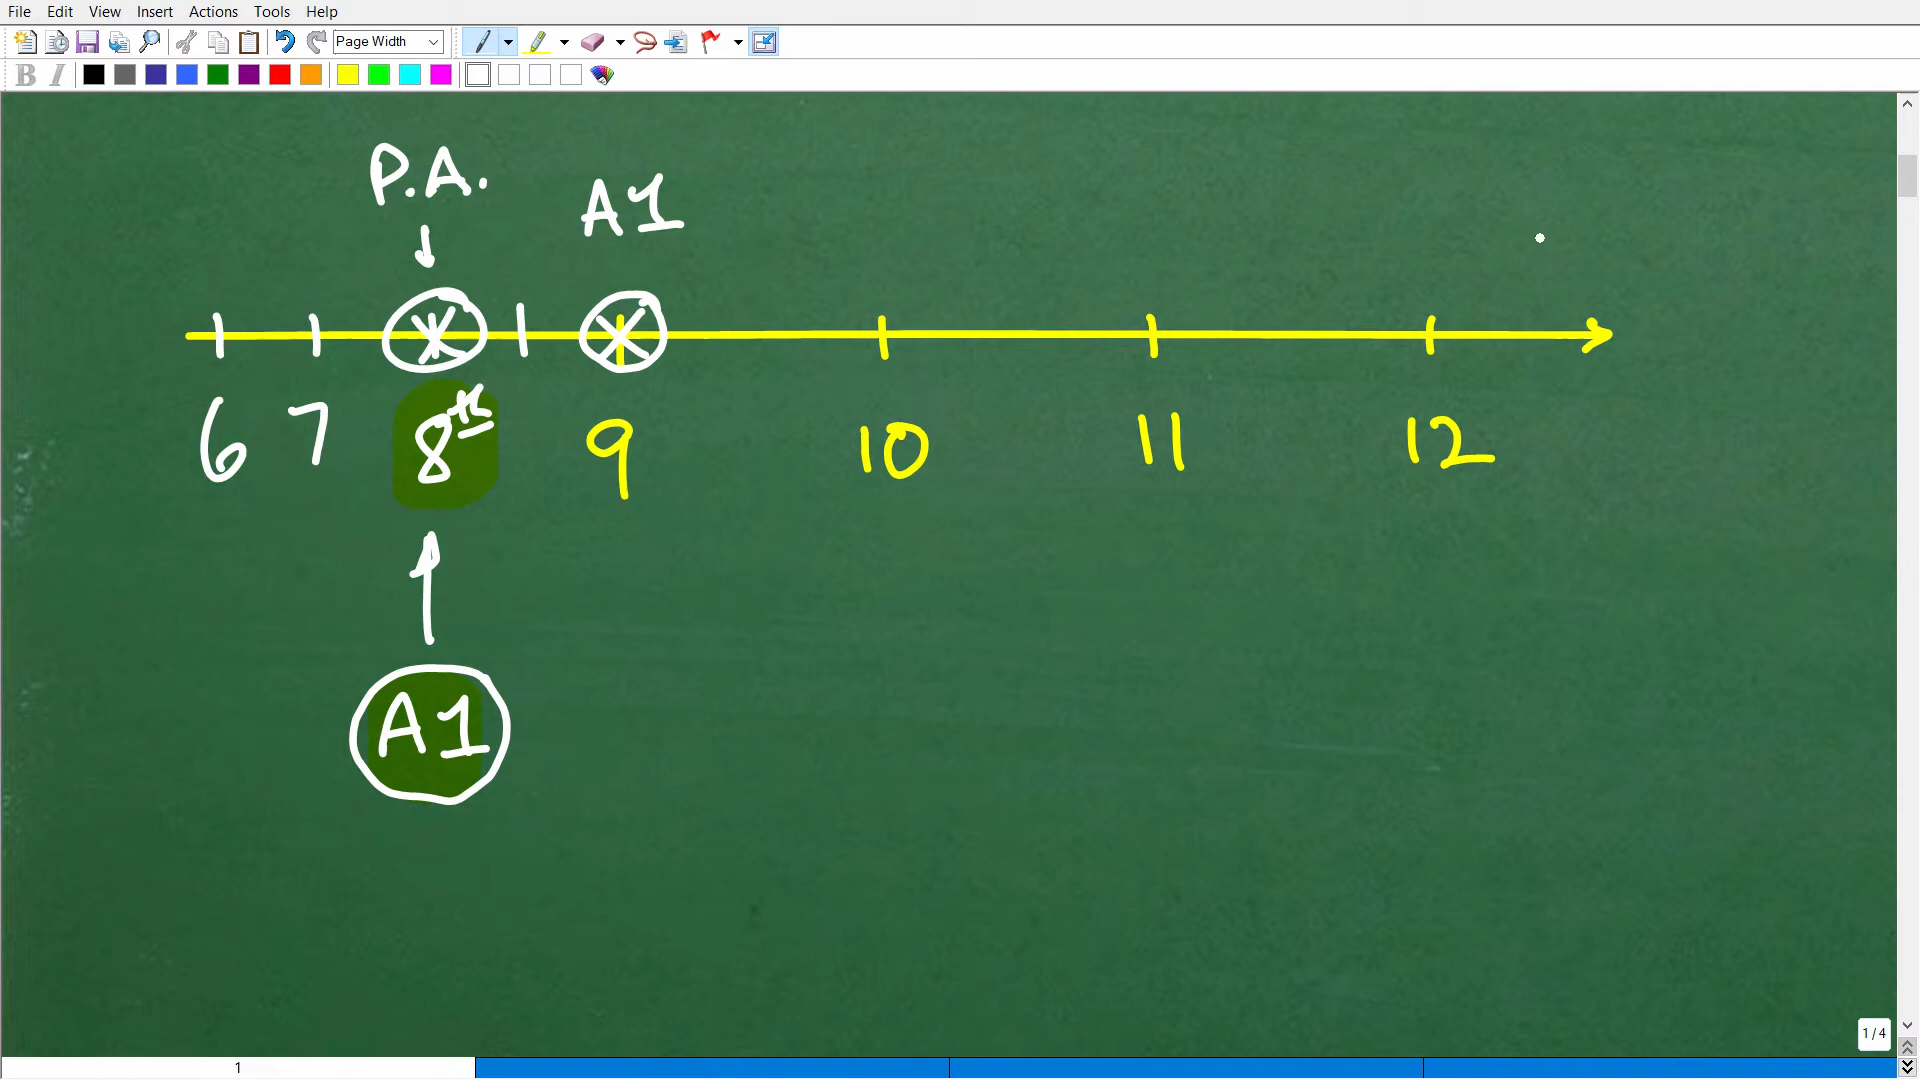 File Edit View Insert Actions Tools Help
Page Width
B I
P.A.
A1
6 7 8th 9 10 11 12
A1
1 / 4
1